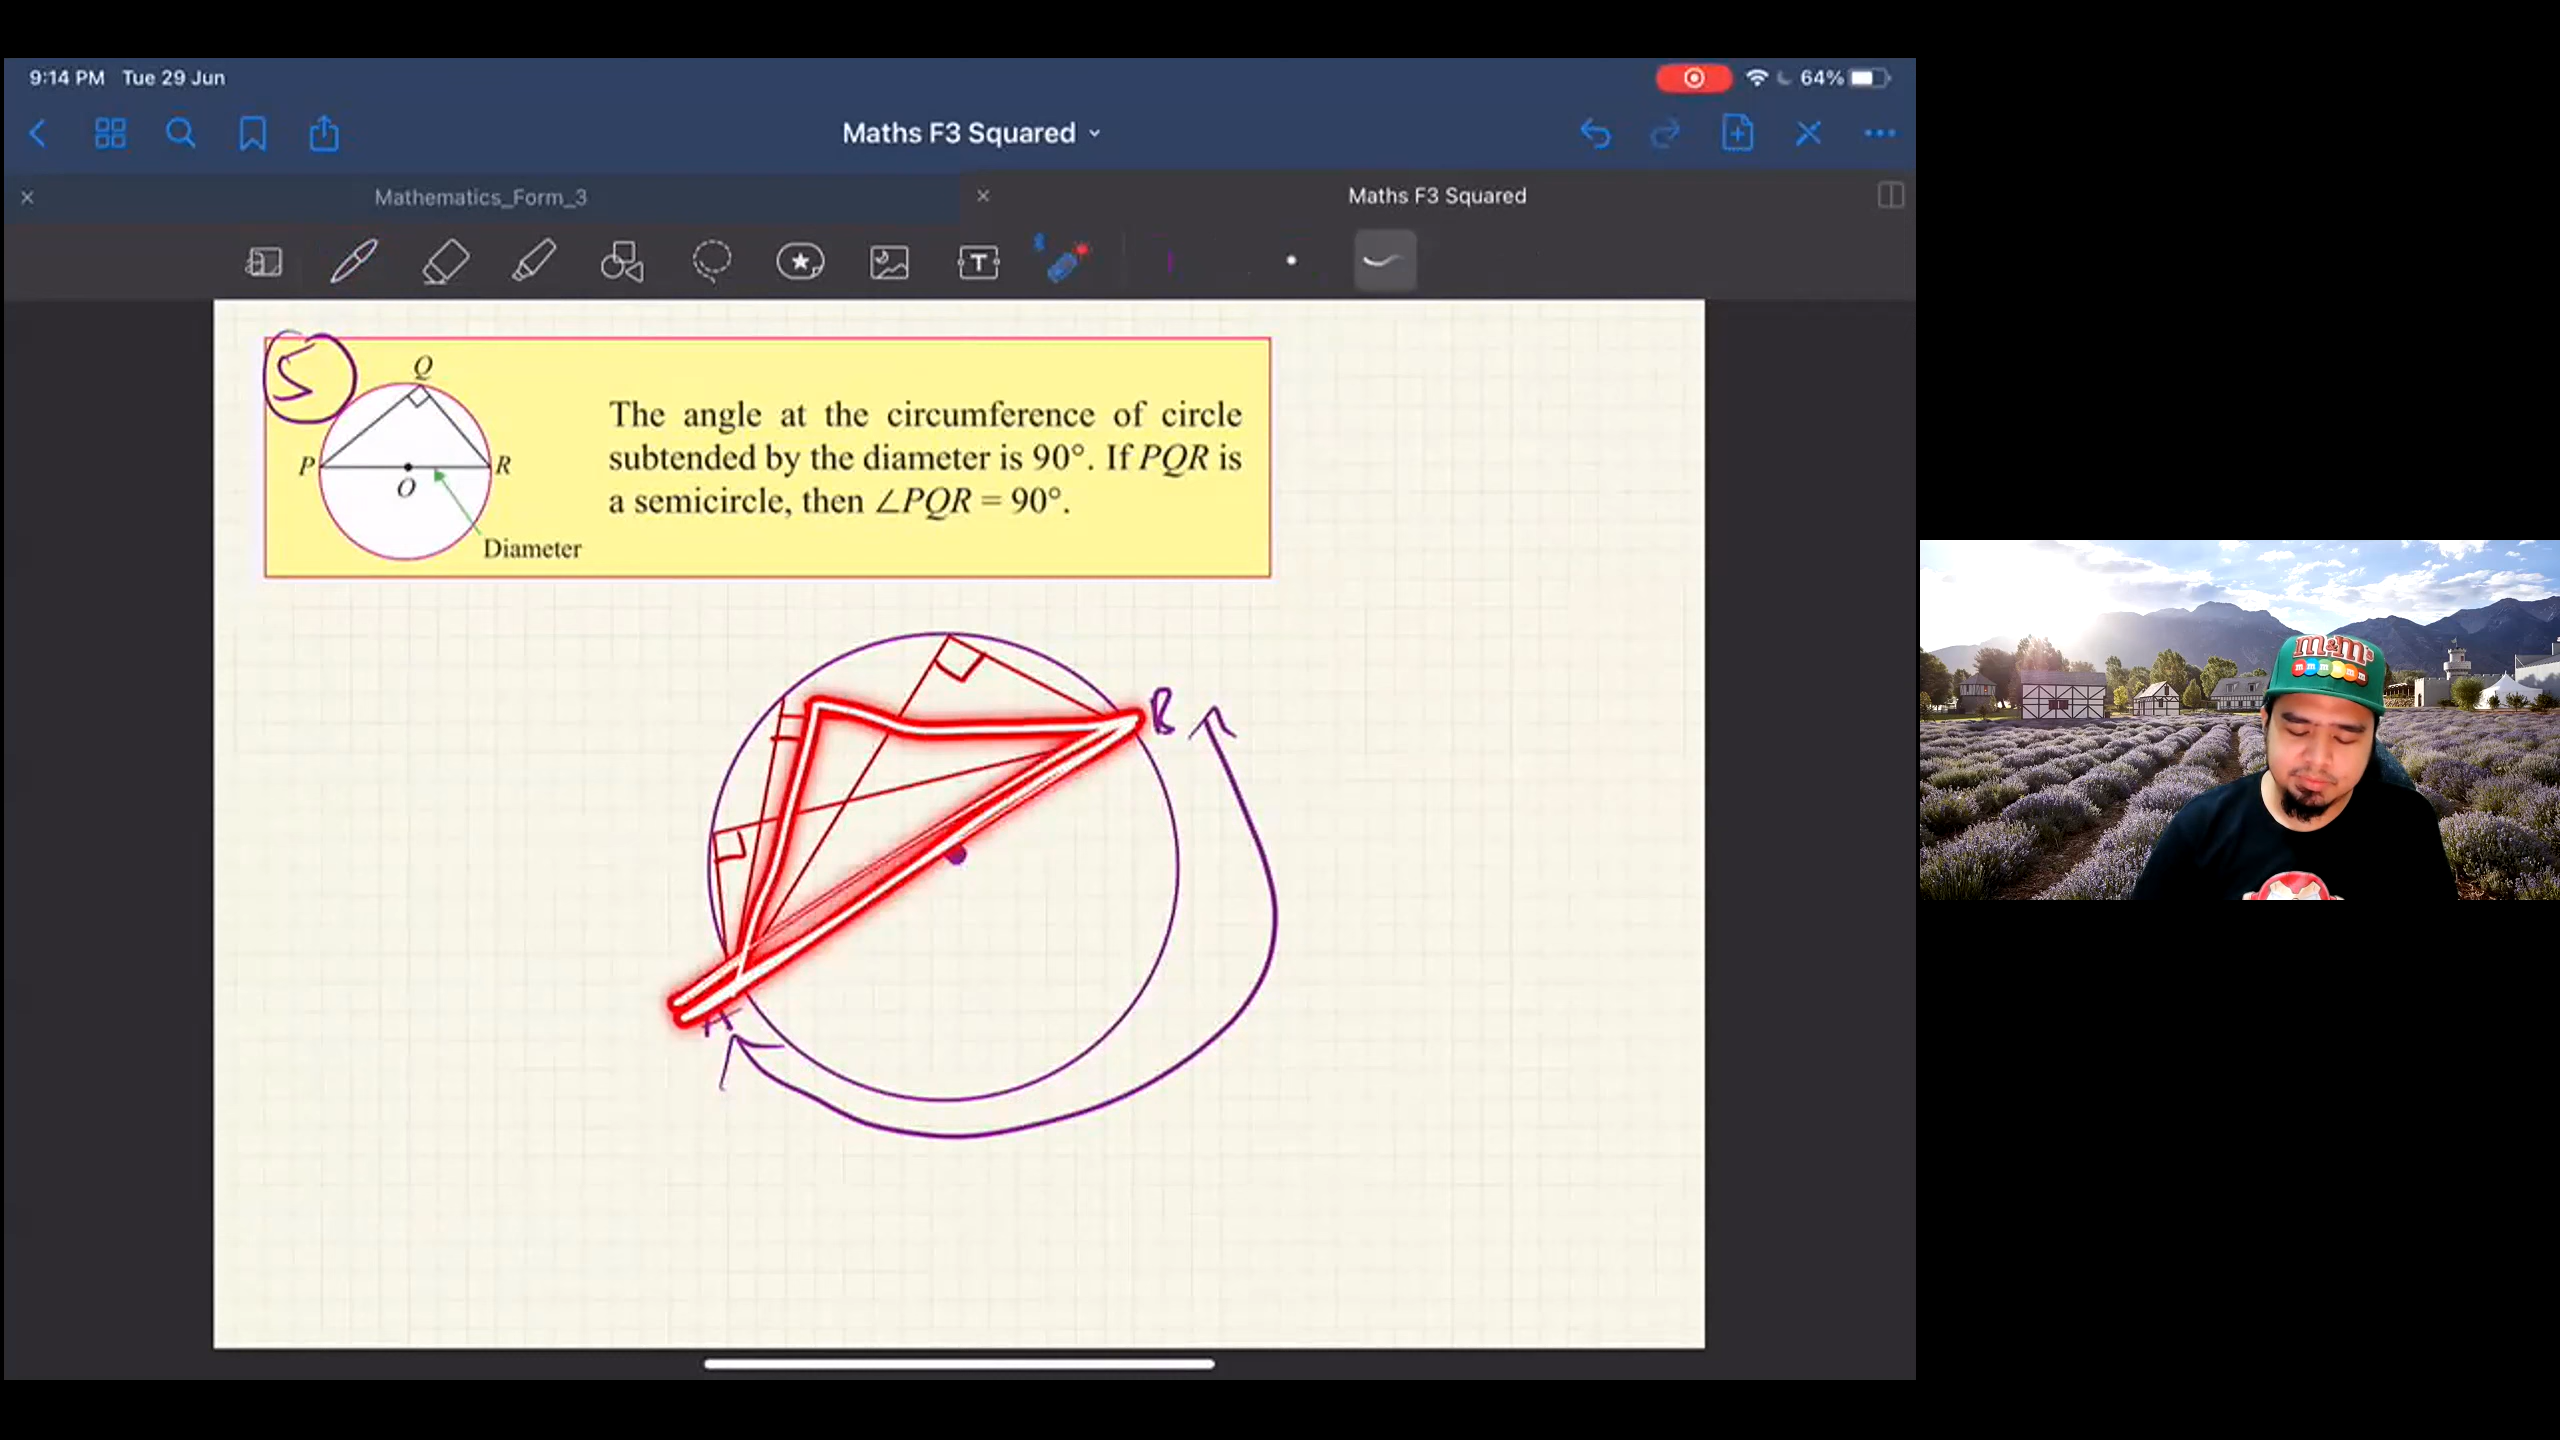 9:14 PM Tue 29 Jun
64%
Maths F3 Squared
Mathematics_Form_3
Maths F3 Squared
T
5
Q
P
R
O
Diameter
The angle at the circumference of circle
subtended by the diameter is 90°. If PQR is
a semicircle, then ∠PQR = 90°.
B
A
m&m's
m m m m m